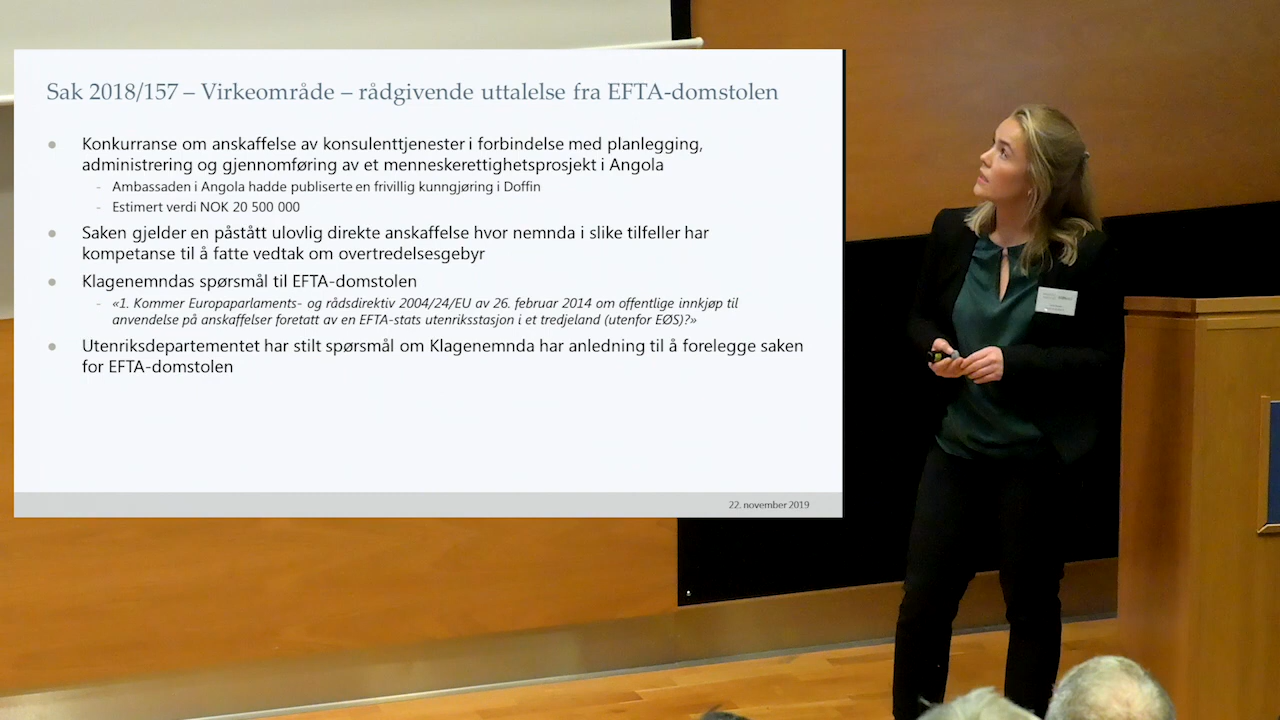 Sak 2018/157 – Virkeområde – rådgivende uttalelse fra EFTA-domstolen
● Konkurranse om anskaffelse av konsulenttjenester i forbindelse med planlegging,
administrering og gjennomføring av et menneskerettighetsprosjekt i Angola
- Ambassaden i Angola hadde publiserte en frivillig kunngjøring i Doffin
- Estimert verdi NOK 20 500 000
● Saken gjelder en påstått ulovlig direkte anskaffelse hvor nemnda i slike tilfeller har
kompetanse til å fatte vedtak om overtredelsesgebyr
● Klagenemndas spørsmål til EFTA-domstolen
- «1. Kommer Europaparlaments- og rådsdirektiv 2004/24/EU av 26. februar 2014 om offentlige innkjøp til
anvendelse på anskaffelser foretatt av en EFTA-stats utenriksstasjon i et tredjeland (utenfor EØS)?»
● Utenriksdepartementet har stilt spørsmål om Klagenemnda har anledning til å forelegge saken
for EFTA-domstolen
22. november 2019